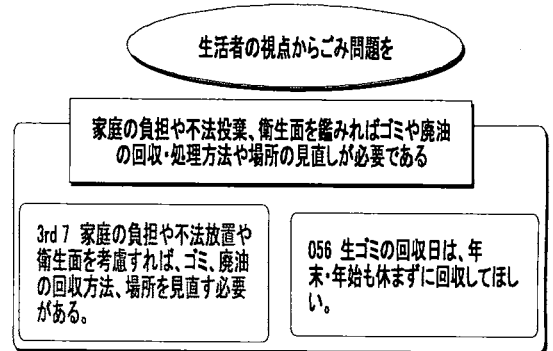 生活者の視点からごみ問題を
家庭の負担や不法投棄、衛生面を鑑みればゴミや廃油
の回収・処理方法や場所の見直しが必要である
3rd 7 家庭の負担や不法放置や
衛生面を考慮すれば、ゴミ、廃油
の回収方法、場所を見直す必要
がある。
056 生ゴミの回収日は、年
末・年始も休まずに回収してほし
い。